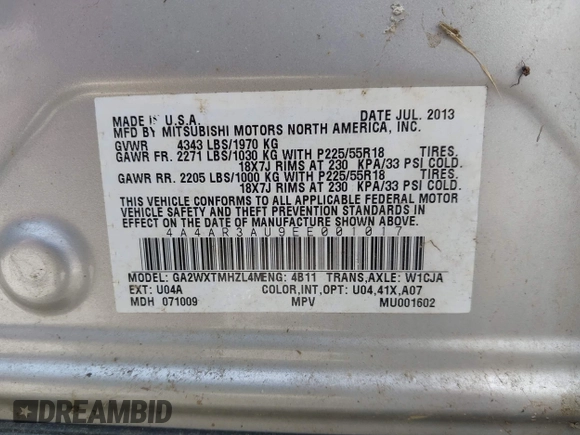 MADE IN U.S.A. DATE JUL. 2013
MFD BY MITSUBISHI MOTORS NORTH AMERICA, INC.
GVWR 4343 LBS/1970 KG
GAWR FR. 2271 LBS/1030 KG WITH P225/55R18 TIRES.
18X7J RIMS AT 230 KPA/33 PSI COLD.
GAWR RR. 2205 LBS/1000 KG WITH P225/55R18 TIRES.
18X7J RIMS AT 230 KPA/33 PSI COLD.
THIS VEHICLE CONFORMS TO ALL APPLICABLE FEDERAL MOTOR
VEHICLE SAFETY AND THEFT PREVENTION STANDARDS IN EFFECT
ON THE DATE OF MANUFACTURE SHOWN ABOVE.
4A4AR3AU9EE001017
MODEL: GA2WXTMHZL4MENG: 4B11 TRANS,AXLE: W1CJA
EXT: U04A COLOR,INT,OPT: U04,41X,A07
MDH 071009 MPV MU001602
DREAMBID